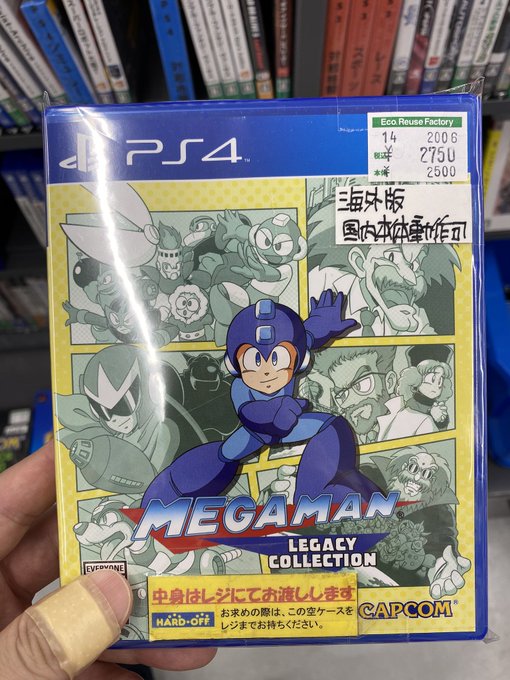 PS4
Eco.Reuse Factory
14 2006
税込 ¥ 2750
本体 ¥ 2500
海外版
国内本体動作可
MEGAMAN
LEGACY
COLLECTION
EVERYONE
中身はレジにてお渡しします
HARD·OFF
お求めの際は、この空ケースを
レジまでお持ちください。
CAPCOM